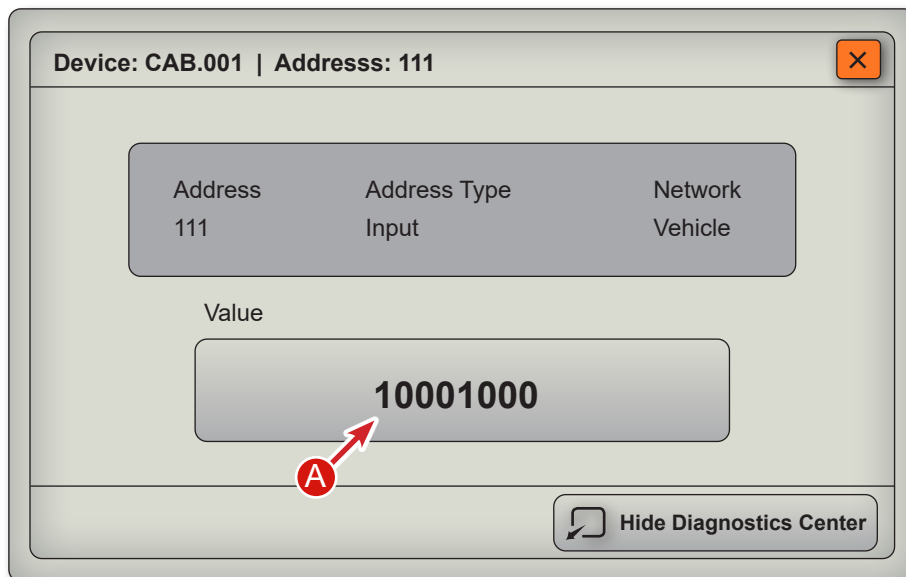 Device: CAB.001 | Addresss: 111
Address Address Type Network
111 Input Vehicle
Value
10001000
A
Hide Diagnostics Center